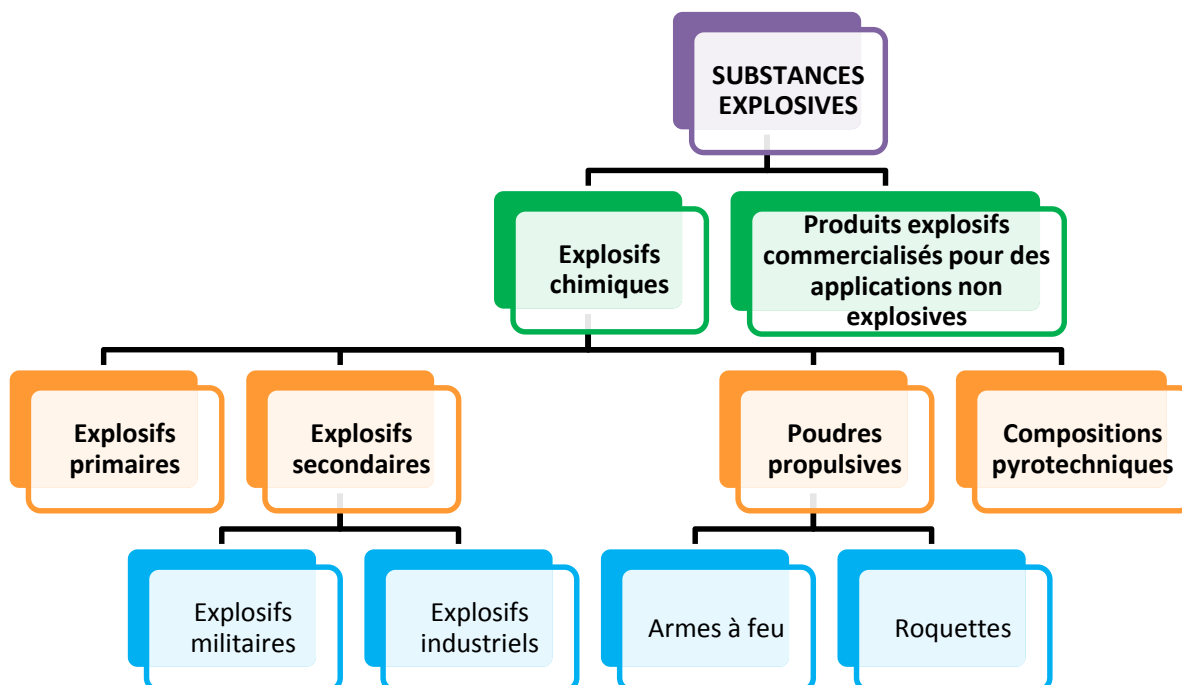 SUBSTANCES
EXPLOSIVES
Explosifs
chimiques
Produits explosifs
commercialisés pour des
applications non
explosives
Explosifs
primaires
Explosifs
secondaires
Poudres
propulsives
Compositions
pyrotechniques
Explosifs
militaires
Explosifs
industriels
Armes à feu
Roquettes